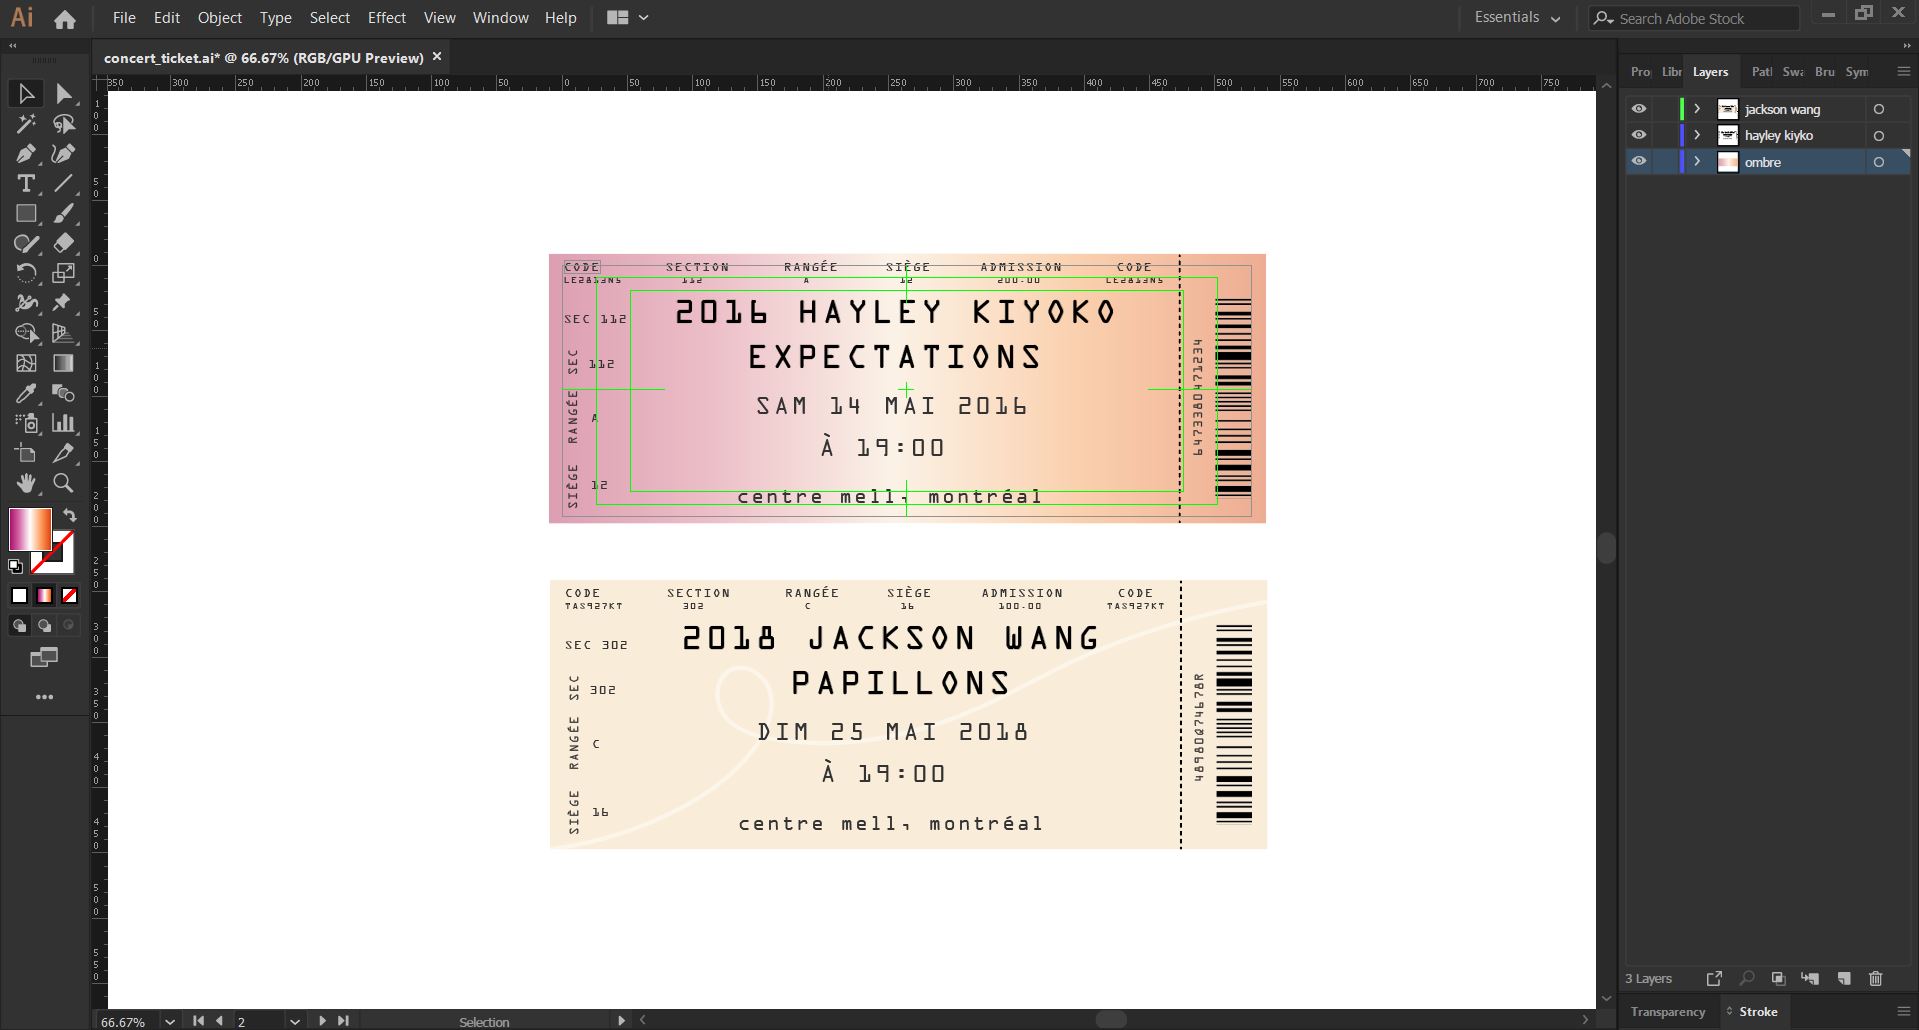 Ai File Edit Object Type Select Effect View Window Help Essentials Search Adobe Stock
concert_ticket.ai* @ 66.67% (RGB/GPU Preview) ×
350 300 250 200 150 100 50 0 50 100 150 200 250 300 350 400 450 500 550 600 650 700 750
Pro Libr Layers Patl Swa Bru Sym
jackson wang
hayley kiyko
ombre
CODE SECTION RANGÉE SIÈGE ADMISSION CODE
LE2813NS 112 A 12 200.00 LE2813NS
2016 HAYLEY KIYOKO
EXPECTATIONS
SAM 14 MAI 2016
À 19:00
centre mell, montréal
SEC 112
SEC 112
RANGÉE A
SIÈGE 12
CODE SECTION RANGÉE SIÈGE ADMISSION CODE
TAS927KT 302 C 16 100.00 TAS927KT
2018 JACKSON WANG
PAPILLONS
DIM 25 MAI 2018
À 19:00
centre mell, montréal
SEC 302
SEC 302
RANGÉE C
SIÈGE 16
3 Layers
Transparency Stroke
66.67% 2 Selection